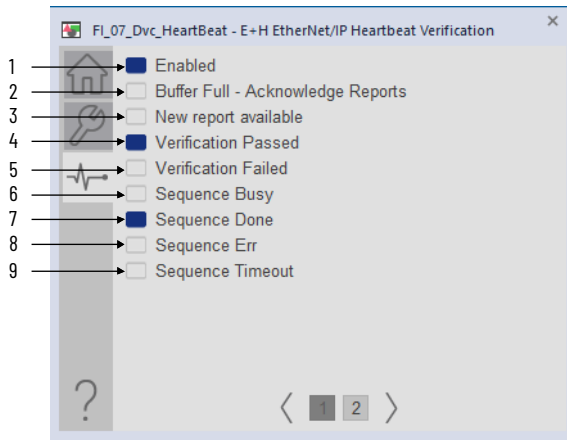 FI_07_Dvc_HeartBeat - E+H EtherNet/IP Heartbeat Verification ×
1 Enabled
2 Buffer Full - Acknowledge Reports
3 New report available
4 Verification Passed
5 Verification Failed
6 Sequence Busy
7 Sequence Done
8 Sequence Err
9 Sequence Timeout
? 1 2